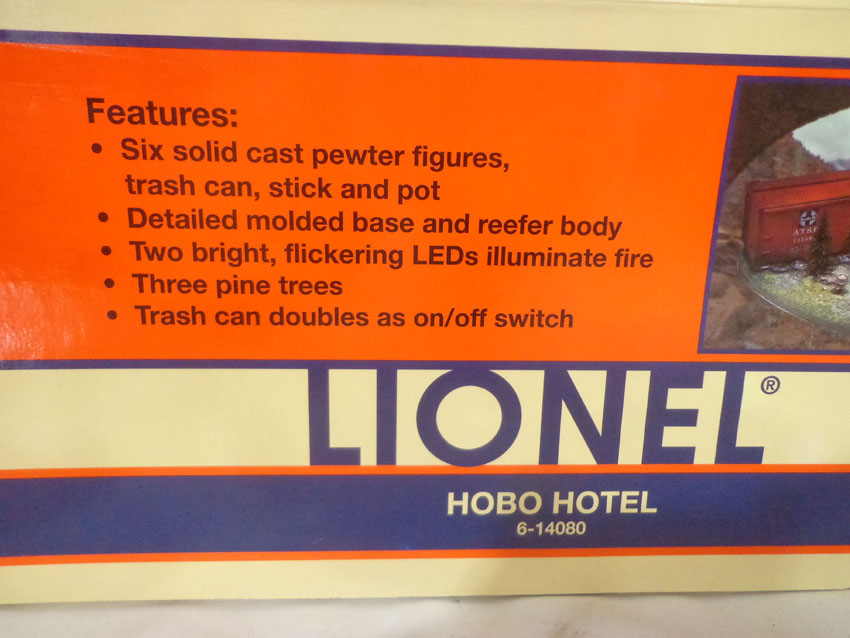 Features:
• Six solid cast pewter figures,
trash can, stick and pot
• Detailed molded base and reefer body
• Two bright, flickering LEDs illuminate fire
• Three pine trees
• Trash can doubles as on/off switch
LIONEL®
HOBO HOTEL
6-14080